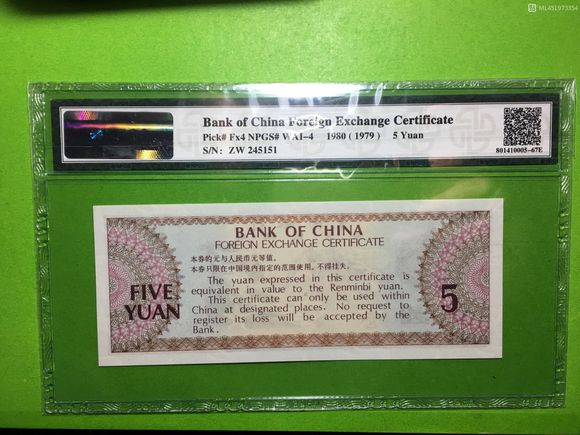 ML451973354
Bank of China Foreign Exchange Certificate
Pick# Fx4 NPGS# WAI-4 1980 ( 1979 ) 5 Yuan
S/N: ZW 245151
801410005-67E
BANK OF CHINA
FOREIGN EXCHANGE CERTIFICATE
本券的元与人民币元等值。
本券只限在中国境内指定的范围使用,不得挂失。
The yuan expressed in this certificate is
equivalent in value to the Renminbi yuan.
This certificate can only be used within
China at designated places. No request to
register its loss will be accepted by the
Bank.
FIVE
YUAN
5